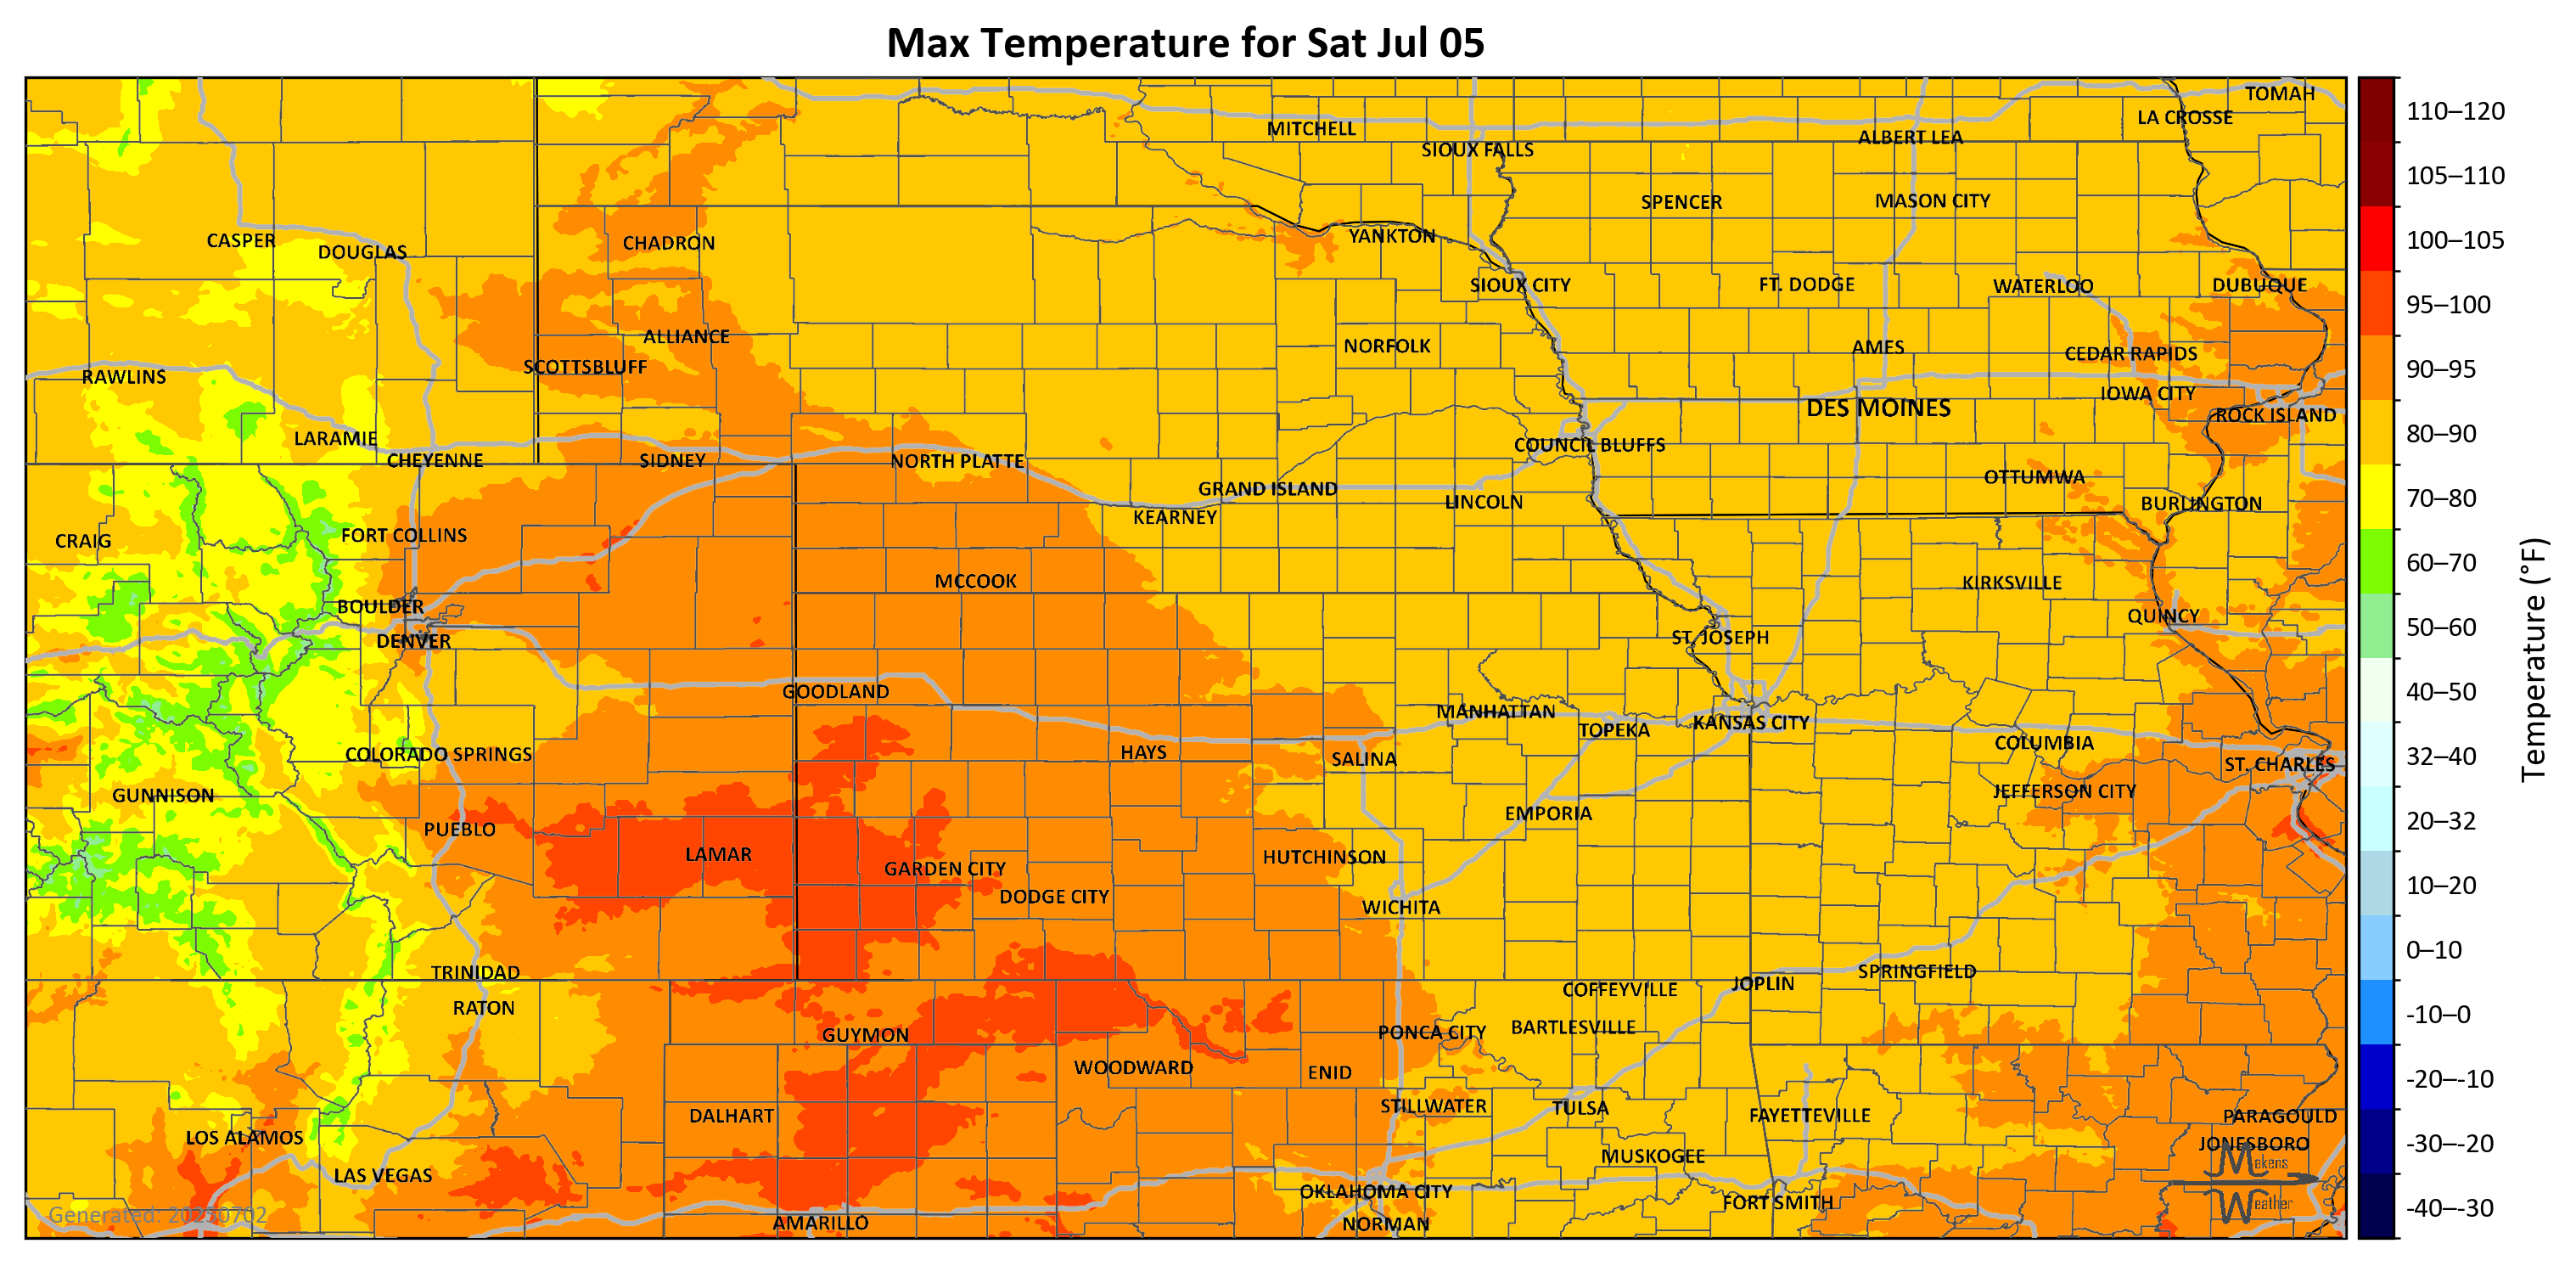 Max Temperature for Sat Jul 05
TOMAH
LA CROSSE
MITCHELL
ALBERT LEA
SIOUX FALLS
MASON CITY
SPENCER
YANKTON
CASPER
CHADRON
DOUGLAS
SIOUX CITY
FT. DODGE
WATERLOO
DUBUQUE
ALLIANCE
NORFOLK
AMES
CEDAR RAPIDS
SCOTTSBLUFF
RAWLINS
IOWA CITY
DES MOINES
ROCK ISLAND
LARAMIE
COUNCIL BLUFFS
CHEYENNE
SIDNEY
NORTH PLATTE
OTTUMWA
GRAND ISLAND
LINCOLN
BURLINGTON
KEARNEY
FORT COLLINS
CRAIG
MCCOOK
KIRKSVILLE
BOULDER
QUINCY
DENVER
ST. JOSEPH
GOODLAND
MANHATTAN
KANSAS CITY
TOPEKA
COLUMBIA
HAYS
COLORADO SPRINGS
SALINA
ST. CHARLES
JEFFERSON CITY
GUNNISON
EMPORIA
PUEBLO
LAMAR
HUTCHINSON
GARDEN CITY
DODGE CITY
WICHITA
TRINIDAD
SPRINGFIELD
JOPLIN
COFFEYVILLE
RATON
BARTLESVILLE
PONCA CITY
GUYMON
WOODWARD
ENID
STILLWATER
TULSA
DALHART
FAYETTEVILLE
PARAGOULD
LOS ALAMOS
JONESBORO
MUSKOGEE
LAS VEGAS
OKLAHOMA CITY
FORT SMITH
AMARILLO
NORMAN
Generated: 20250702
Makens
Weather
110–120
105–110
100–105
95–100
90–95
80–90
70–80
60–70
50–60
40–50
32–40
20–32
10–20
0–10
-10–0
-20–-10
-30–-20
-40–-30
Temperature (°F)